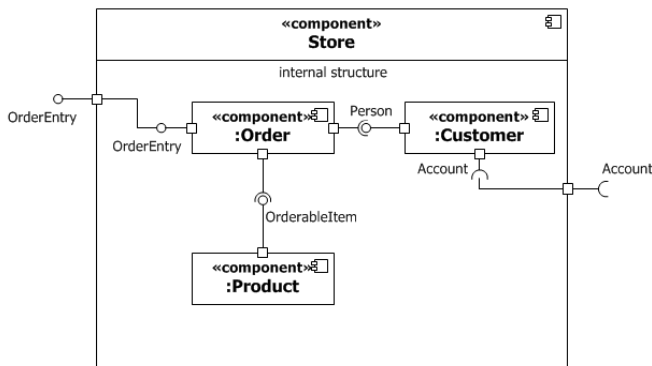 «component»
Store
internal structure
OrderEntry
OrderEntry
«component»
:Order
Person
«component»
:Customer
Account
Account
OrderableItem
«component»
:Product